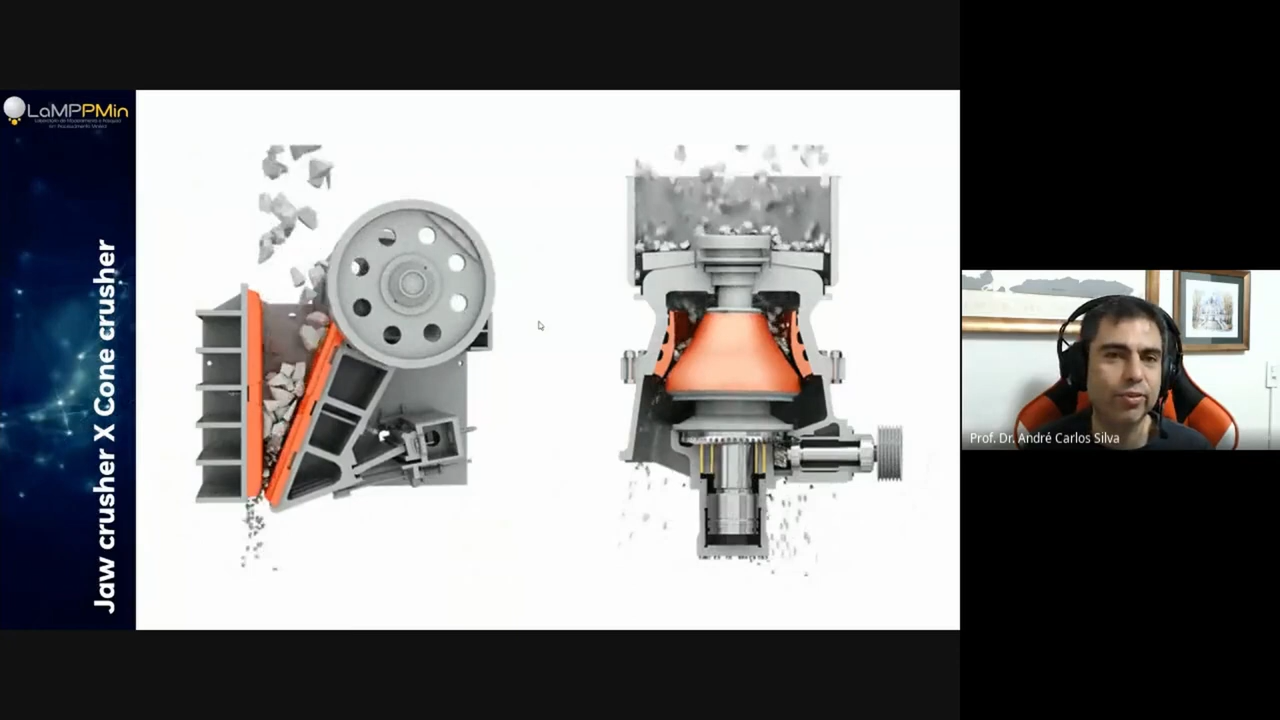 LaMPPMin
Jaw crusher X Cone crusher
Prof. Dr. André Carlos Silva